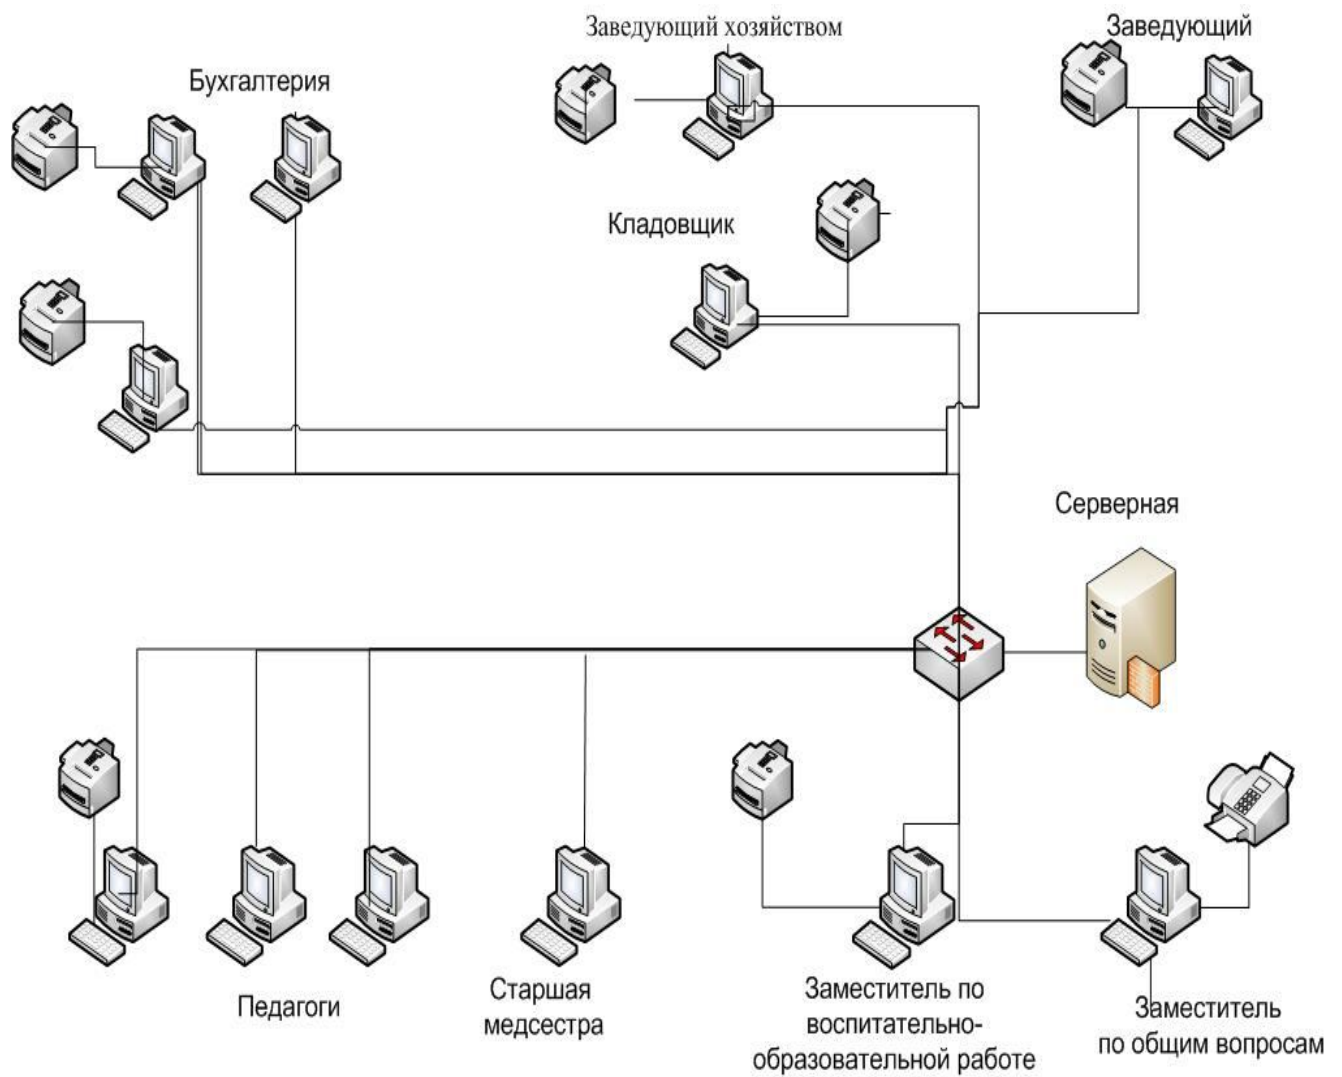 Заведующий хозяйством
Заведующий
Бухгалтерия
Кладовщик
Серверная
Педагоги
Старшая
медсестра
Заместитель по
воспитательно-
образовательной работе
Заместитель
по общим вопросам